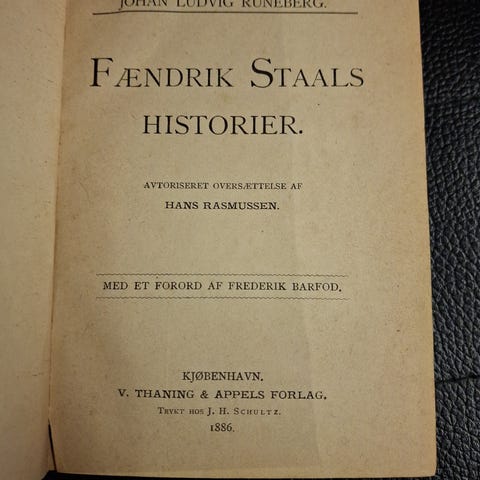 JOHAN LUDVIG RUNEBERG.
FÆNDRIK STAALS
HISTORIER.
AVTORISERET OVERSÆTTELSE AF
HANS RASMUSSEN.
MED ET FORORD AF FREDERIK BARFOD.
KJØBENHAVN.
V. THANING & APPELS FORLAG.
TRYKT HOS J. H. SCHULTZ.
1886.